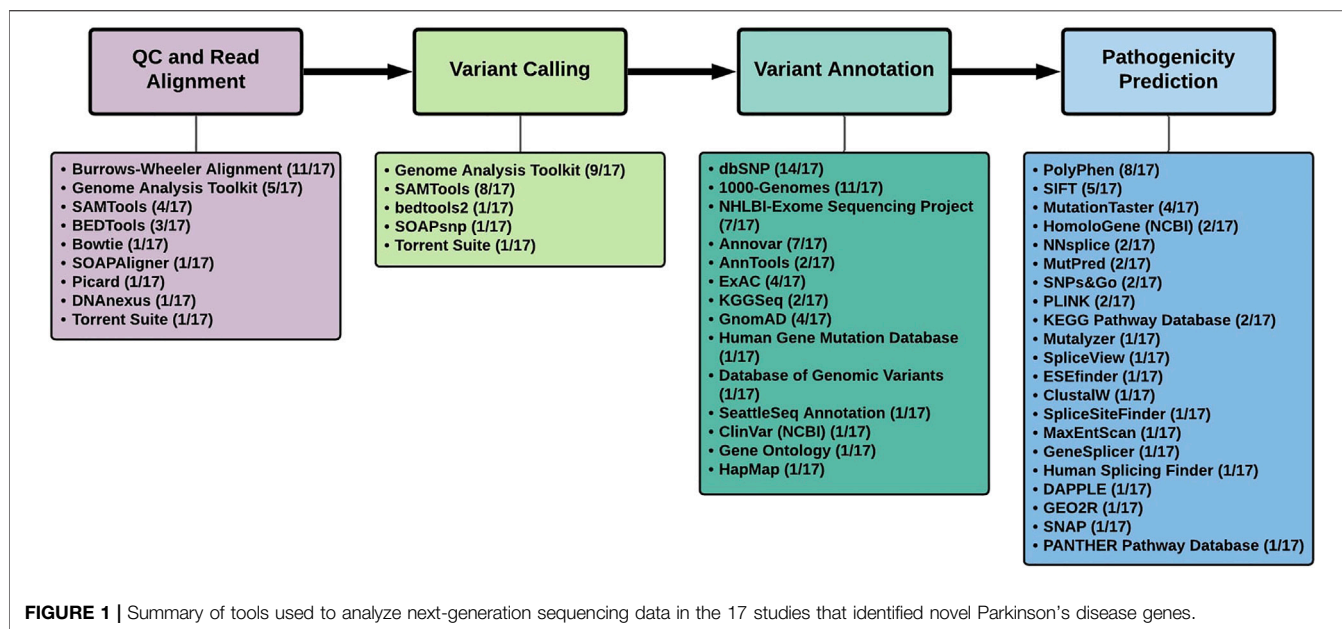 QC and Read
Alignment
Variant Calling
Variant Annotation
Pathogenicity
Prediction
• Burrows-Wheeler Alignment (11/17)
• Genome Analysis Toolkit (5/17)
• SAMTools (4/17)
• BEDTools (3/17)
• Bowtie (1/17)
• SOAPAligner (1/17)
• Picard (1/17)
• DNAnexus (1/17)
• Torrent Suite (1/17)
• Genome Analysis Toolkit (9/17)
• SAMTools (8/17)
• bedtools2 (1/17)
• SOAPsnp (1/17)
• Torrent Suite (1/17)
• dbSNP (14/17)
• 1000-Genomes (11/17)
• NHLBI-Exome Sequencing Project
(7/17)
• Annovar (7/17)
• AnnTools (2/17)
• ExAC (4/17)
• KGGSeq (2/17)
• GnomAD (4/17)
• Human Gene Mutation Database
(1/17)
• Database of Genomic Variants
(1/17)
• SeattleSeq Annotation (1/17)
• ClinVar (NCBI) (1/17)
• Gene Ontology (1/17)
• HapMap (1/17)
• PolyPhen (8/17)
• SIFT (5/17)
• MutationTaster (4/17)
• HomoloGene (NCBI) (2/17)
• NNsplice (2/17)
• MutPred (2/17)
• SNPs&Go (2/17)
• PLINK (2/17)
• KEGG Pathway Database (2/17)
• Mutalyzer (1/17)
• SpliceView (1/17)
• ESEfinder (1/17)
• ClustalW (1/17)
• SpliceSiteFinder (1/17)
• MaxEntScan (1/17)
• GeneSplicer (1/17)
• Human Splicing Finder (1/17)
• DAPPLE (1/17)
• GEO2R (1/17)
• SNAP (1/17)
• PANTHER Pathway Database (1/17)
FIGURE 1 | Summary of tools used to analyze next-generation sequencing data in the 17 studies that identified novel Parkinson's disease genes.